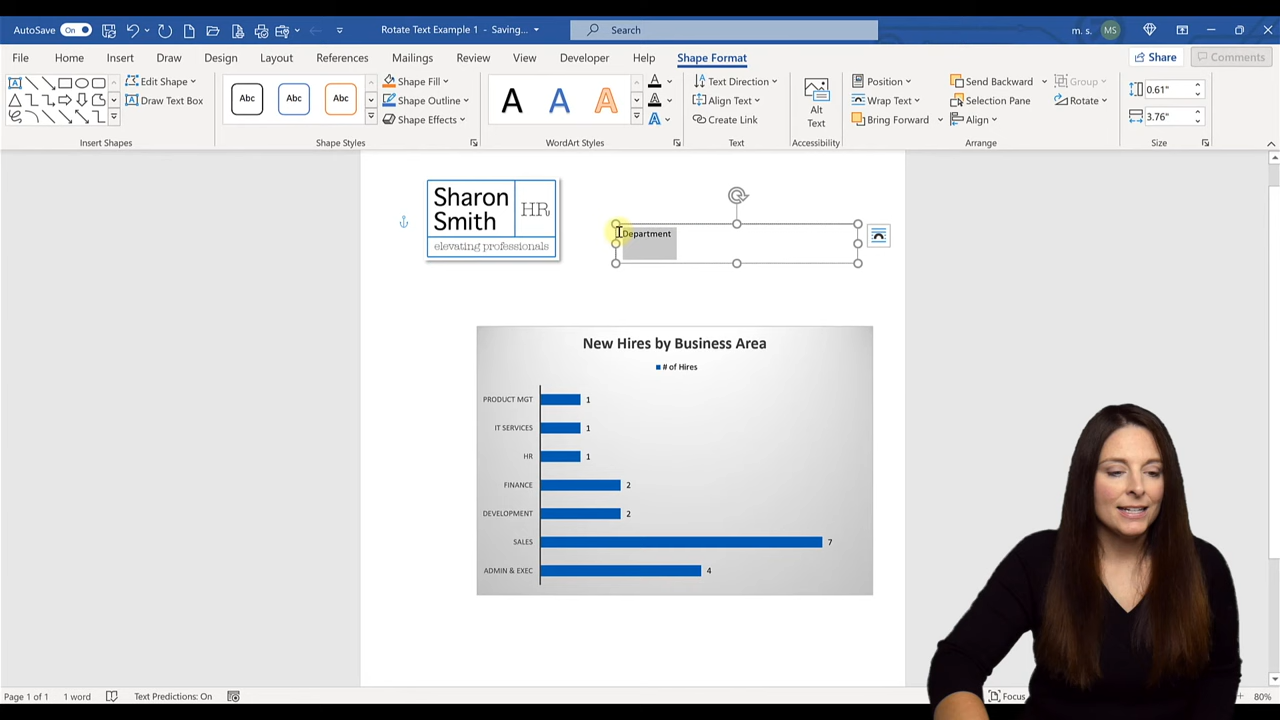 AutoSave On Rotate Text Example 1 - Saving... Search m. s. MS
File Home Insert Draw Design Layout References Mailings Review View Developer Help Shape Format Share Comments
Edit Shape
Draw Text Box
Insert Shapes
Abc Abc Abc
Shape Fill
Shape Outline
Shape Effects
Shape Styles
A A A
A
A
A
WordArt Styles
Text Direction
Align Text
Create Link
Text
Alt
Text
Accessibility
Position
Wrap Text
Bring Forward
Send Backward
Selection Pane
Align
Group
Rotate
Arrange
0.61"
3.76"
Size
Sharon
Smith
HR
elevating professionals
Department
New Hires by Business Area
# of Hires
PRODUCT MGT 1
IT SERVICES 1
HR 1
FINANCE 2
DEVELOPMENT 2
SALES 7
ADMIN & EXEC 4
Page 1 of 1 1 word Text Predictions: On Focus 80%